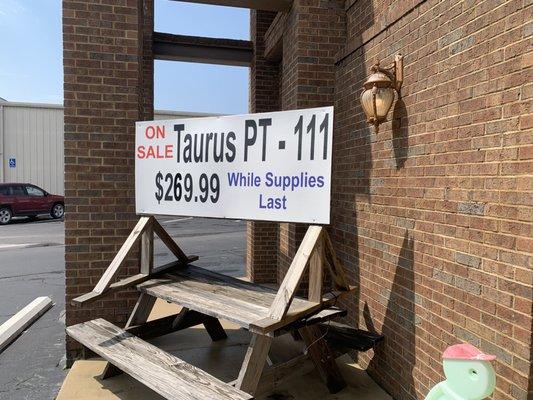 ON
SALE
Taurus PT - 111
$269.99
While Supplies
Last